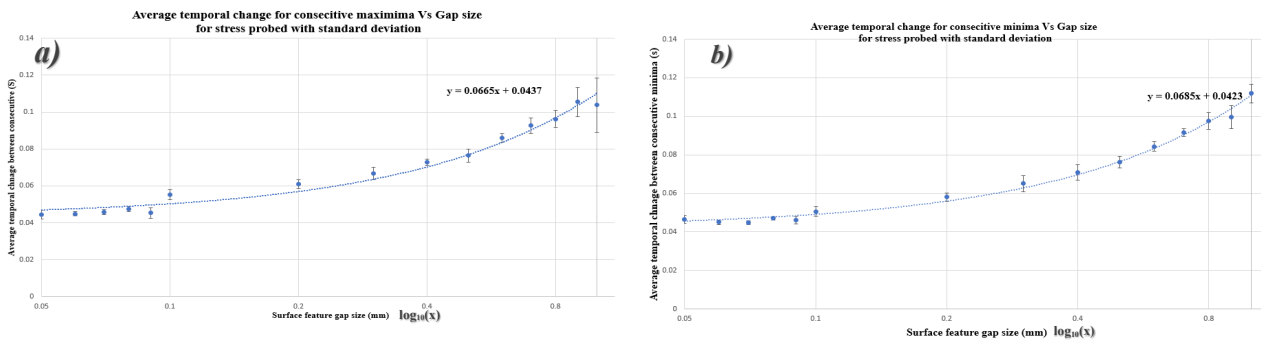 Average temporal change for consecitive maximima Vs Gap size
for stress probed with standard deviation
a)
Average temporal chnage between consecutive (S)
0.14
0.12
0.1
0.08
0.06
0.04
0.02
0
y = 0.0665x + 0.0437
0.05 0.1 0.2 0.4 0.8
Surface feature gap size (mm) log₁₀(x)
Average temporal change for consecitive minima Vs Gap size
for stress probed with standard deviation
b)
Average temporal chnage between consecutive minima (s)
0.14
0.12
0.1
0.08
0.06
0.04
0.02
0
y = 0.0685x + 0.0423
0.05 0.1 0.2 0.4 0.8
Surface feature gap size (mm) log₁₀(x)